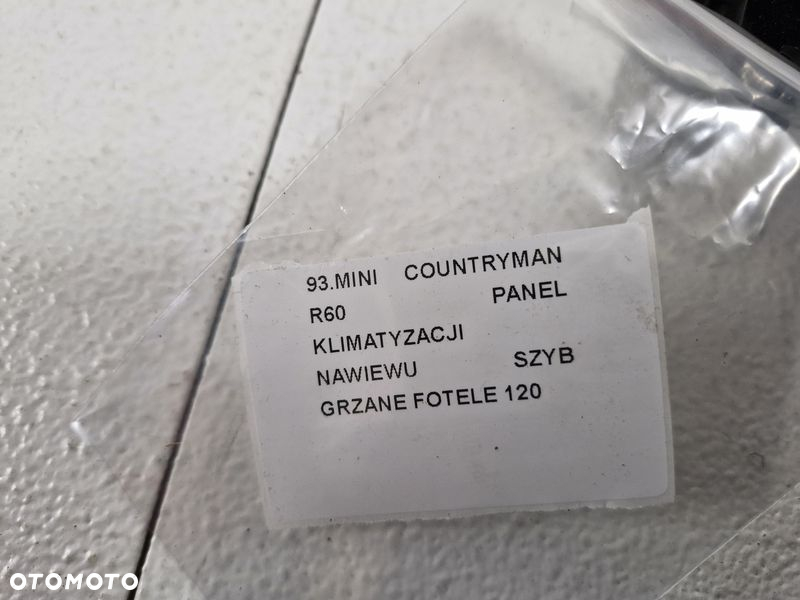 93.MINI COUNTRYMAN
R60 PANEL
KLIMATYZACJI
NAWIEWU SZYB
GRZANE FOTELE 120
OTOMOTO